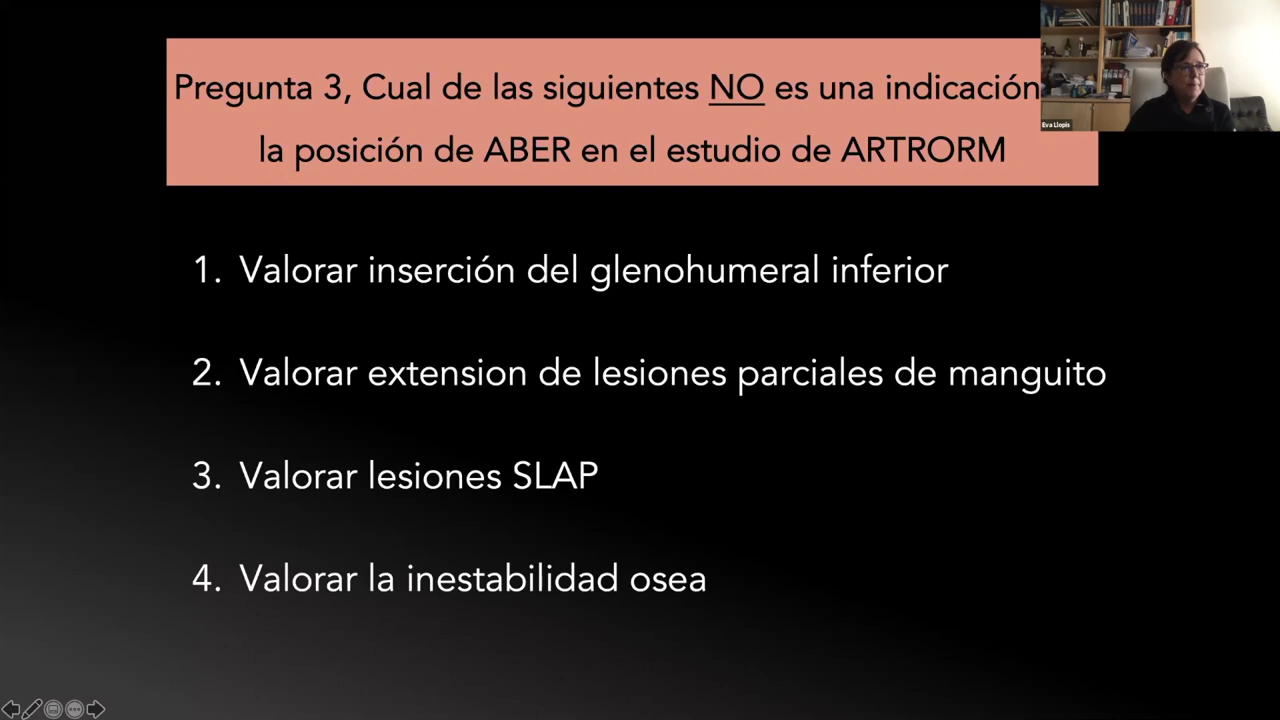 Pregunta 3, Cual de las siguientes NO es una indicación
la posición de ABER en el estudio de ARTRORM
Eva Llopis
1. Valorar inserción del glenohumeral inferior
2. Valorar extension de lesiones parciales de manguito
3. Valorar lesiones SLAP
4. Valorar la inestabilidad osea